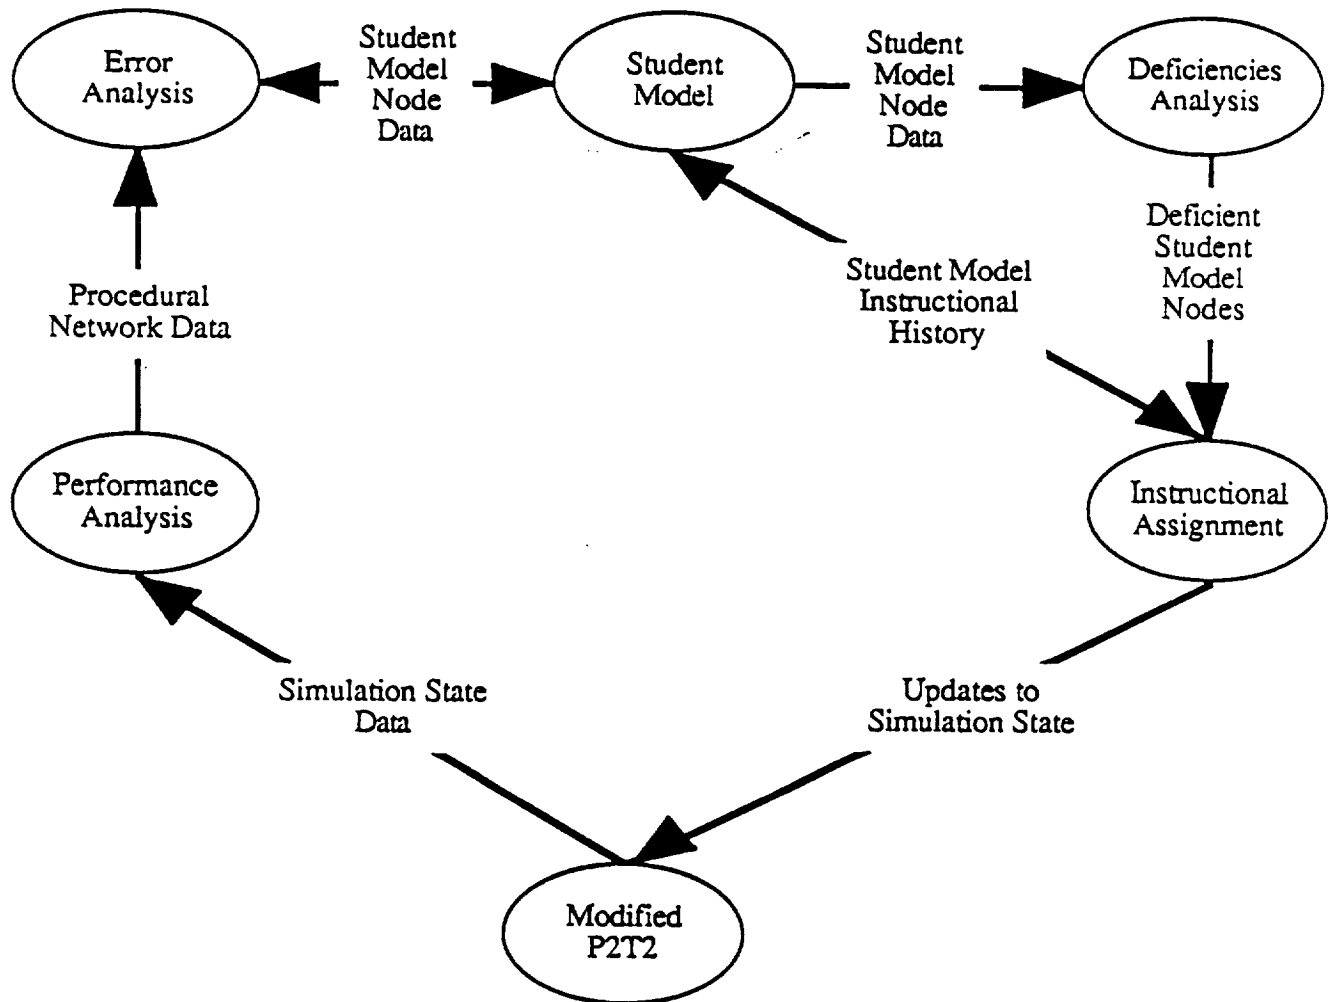 Error
Analysis
Student
Model
Node
Data
Student
Model
Student
Model
Node
Data
Deficiencies
Analysis
Procedural
Network Data
Student Model
Instructional
History
Deficient
Student
Model
Nodes
Performance
Analysis
Instructional
Assignment
Simulation State
Data
Updates to
Simulation State
Modified
P2T2